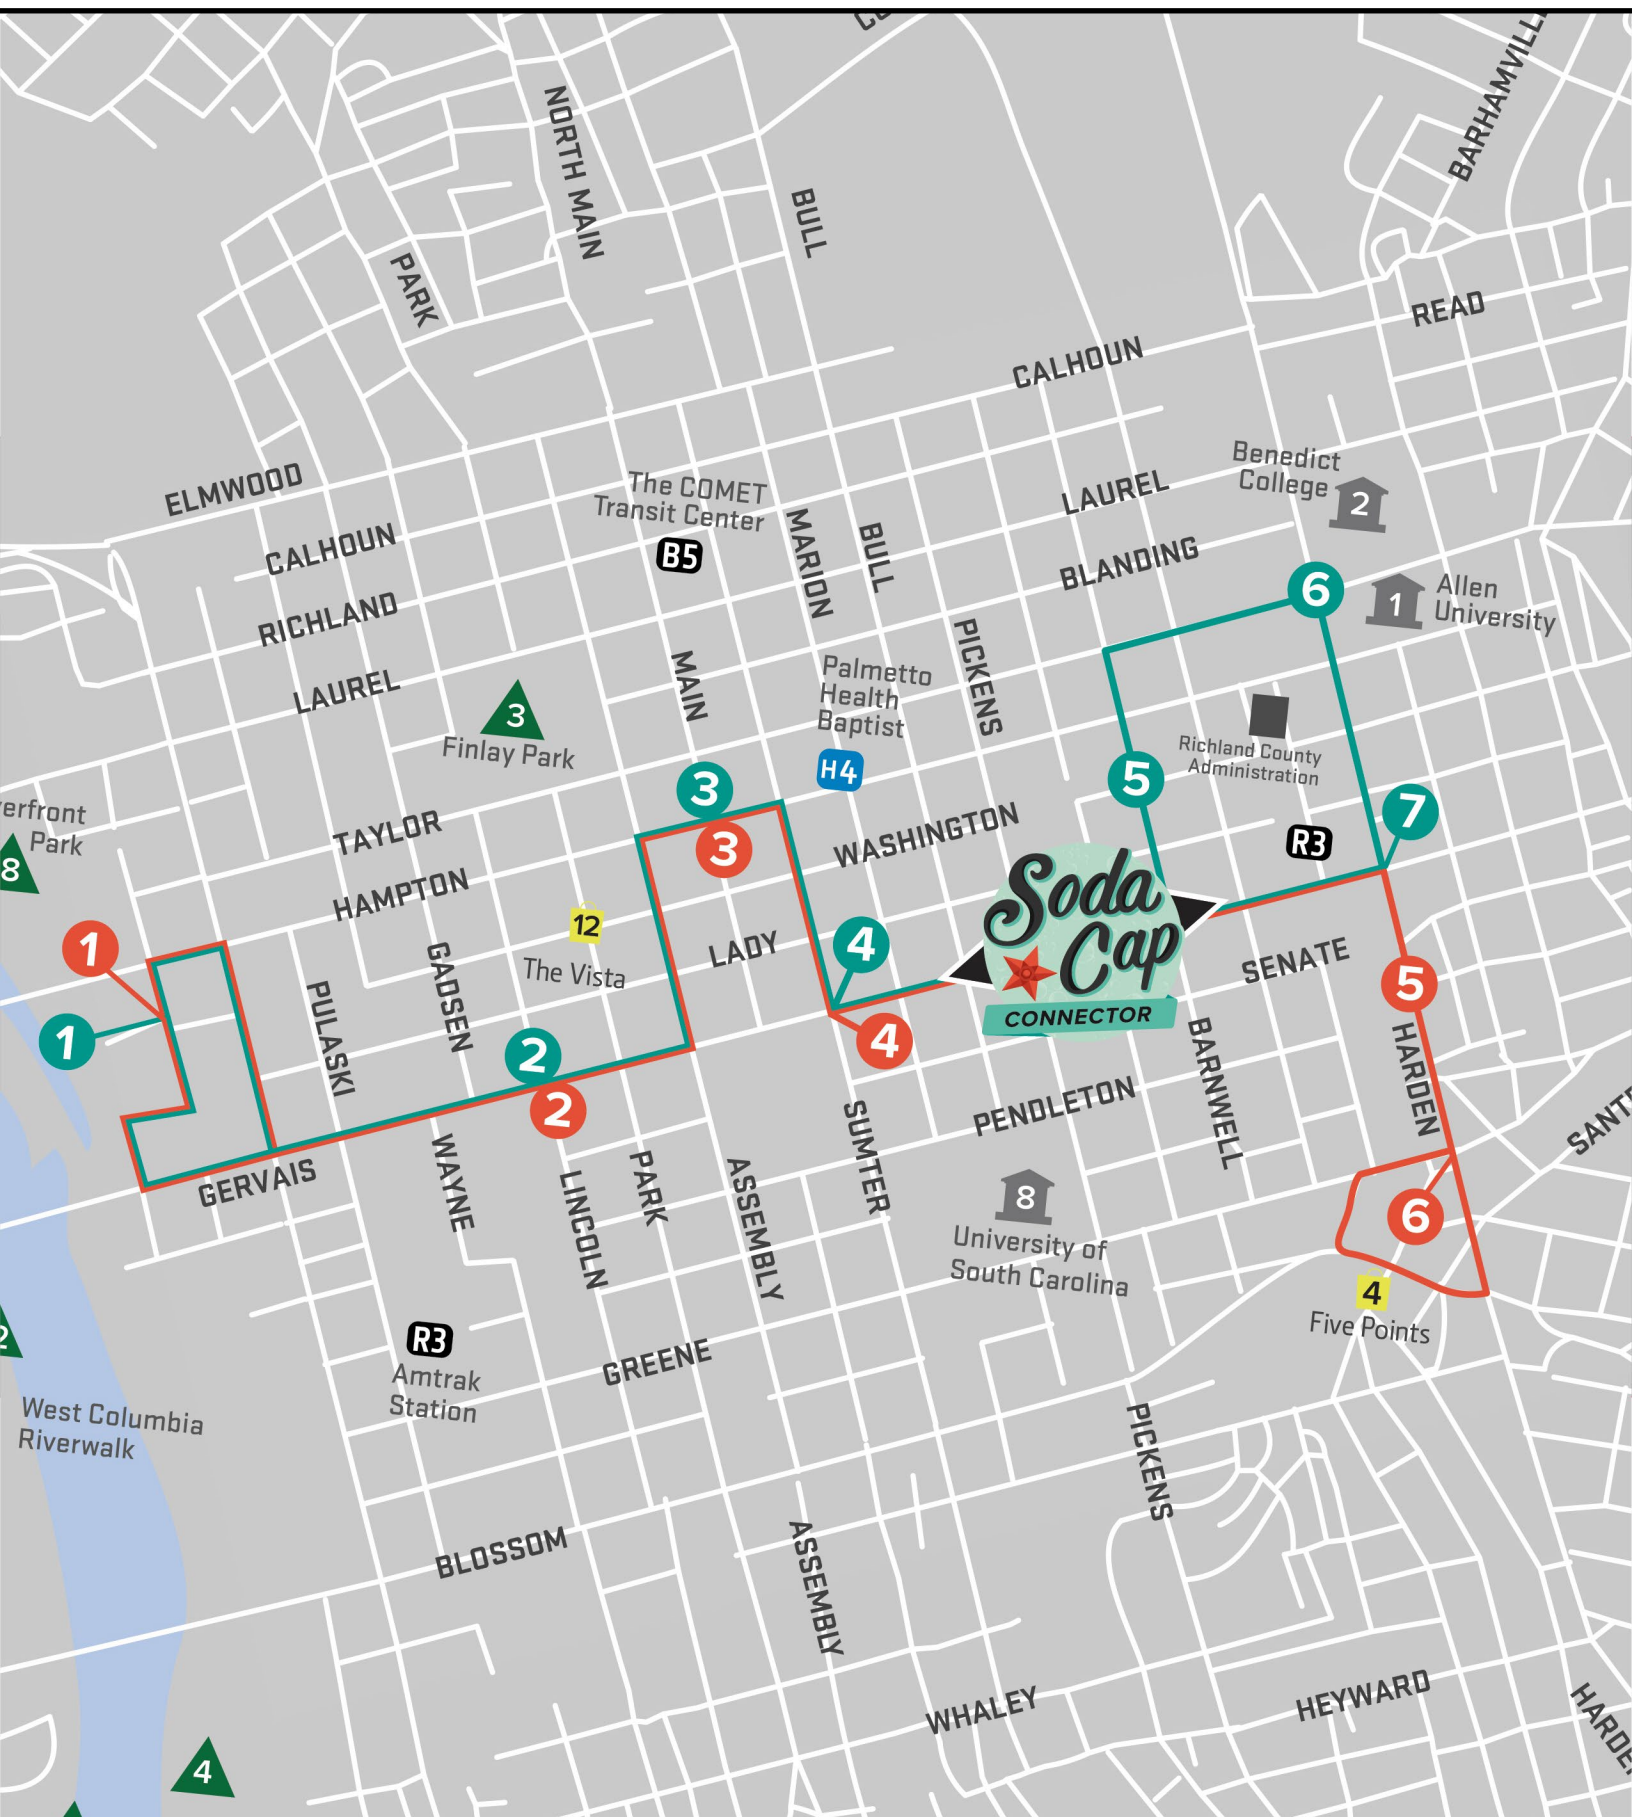 BARHAMVILLE
NORTH MAIN
BULL
PARK
READ
CALHOUN
ELMWOOD
CALHOUN
RICHLAND
LAUREL
The COMET
Transit Center
B5
MARION
BULL
LAUREL
BLANDING
Benedict
College
2
6
1
Allen
University
PICKENS
MAIN
Palmetto
Health
Baptist
H4
3
Finlay Park
Richland County
Administration
5
7
R3
3
3
TAYLOR
HAMPTON
WASHINGTON
Park
8
12
The Vista
LADY
4
4
Soda
Cap
CONNECTOR
SENATE
5
HARDEN
1
1
PULASKI
GADSEN
2
2
GERVAIS
WAYNE
LINCOLN
PARK
ASSEMBLY
SUMTER
PENDLETON
BARNWELL
8
University of
South Carolina
6
4
Five Points
R3
Amtrak
Station
GREENE
2
West Columbia
Riverwalk
PICKENS
BLOSSOM
ASSEMBLY
WHALEY
HEYWARD
4